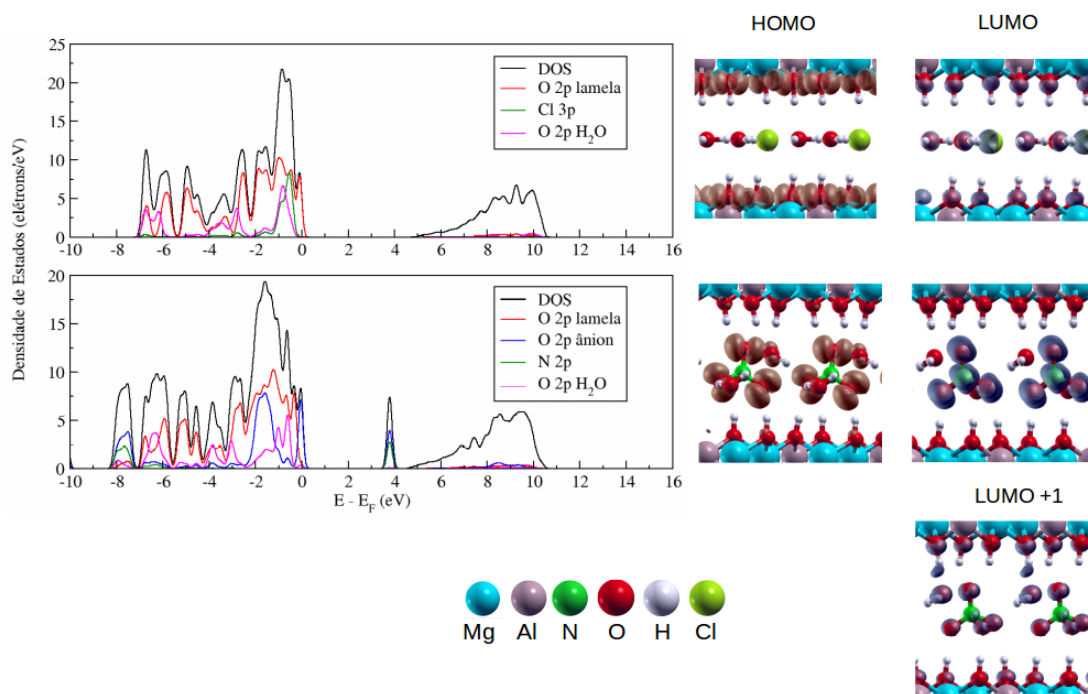 HOMO
LUMO
Densidade de Estados (elétrons/eV)
25
20
15
10
5
0
DOS
O 2p lamela
Cl 3p
O 2p H₂O
-10 -8 -6 -4 -2 0 2 4 6 8 10 12 14 16
20
15
10
5
0
DOS
O 2p lamela
O 2p ânion
N 2p
O 2p H₂O
-10 -8 -6 -4 -2 0 2 4 6 8 10 12 14 16
E - E_F (eV)
LUMO +1
Mg Al N O H Cl